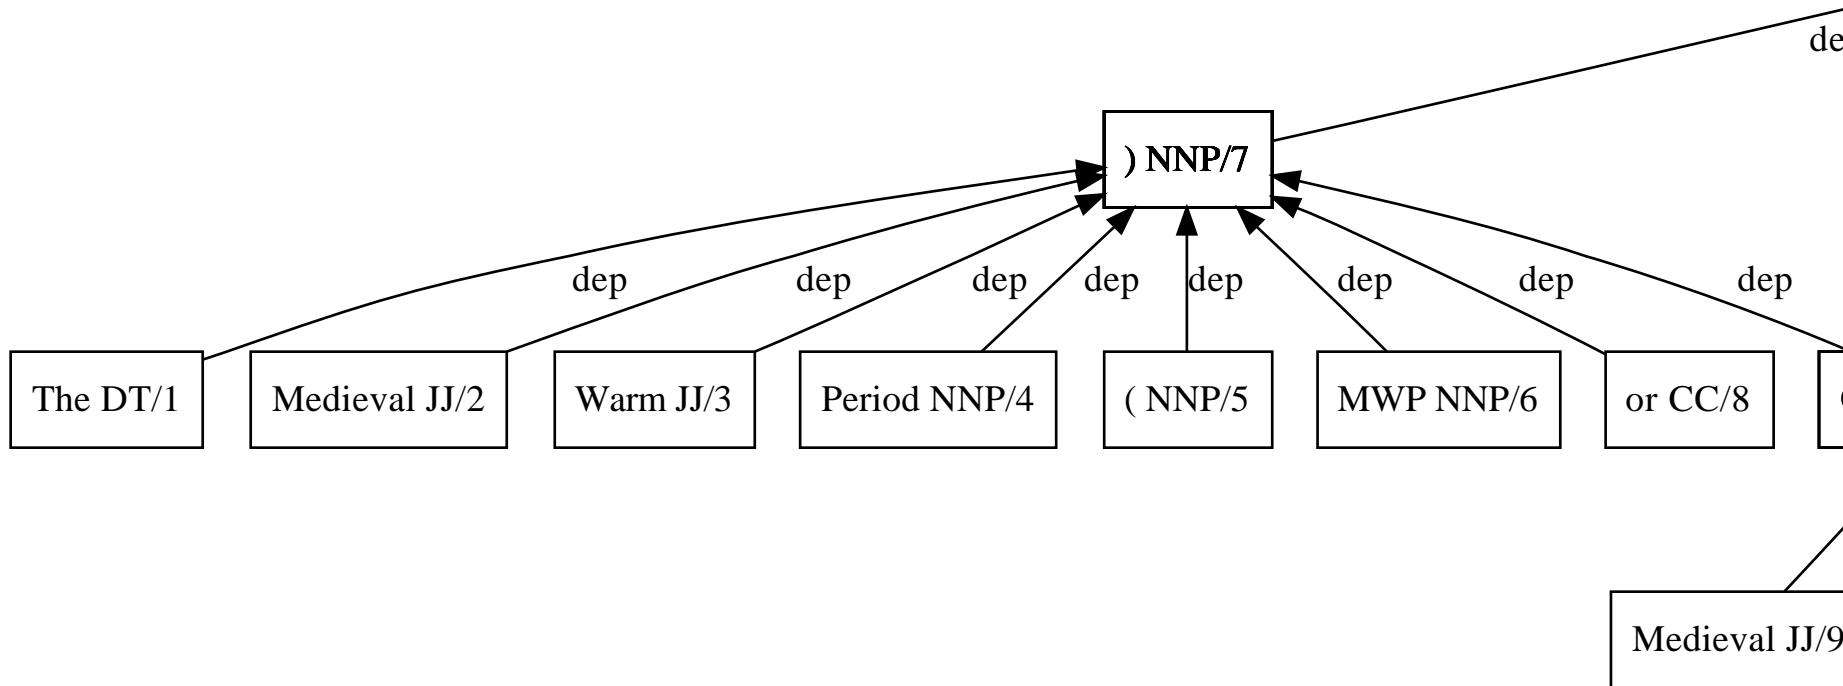 ) NNP/7
dep dep dep dep dep dep dep dep
The DT/1 Medieval JJ/2 Warm JJ/3 Period NNP/4 ( NNP/5 MWP NNP/6 or CC/8
Medieval JJ/9